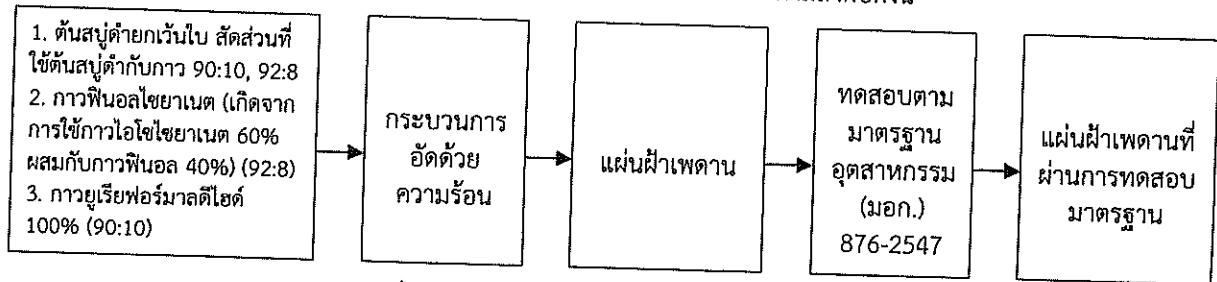 1. ต้นสบู่ดำยกเว้นใบ สัดส่วนที่
ใช้ต้นสบู่ดำกับกาว 90:10, 92:8
2. กาวฟีนอลไซยาเนต (เกิดจาก
การใช้กาวไอโซไซยาเนต 60%
ผสมกับกาวฟีนอล 40%) (92:8)
3. กาวยูเรียฟอร์มาลดีไฮด์
100% (90:10)
กระบวนการ
อัดด้วย
ความร้อน
แผ่นฝ้าเพดาน
ทดสอบตาม
มาตรฐาน
อุตสาหกรรม
(มอก.)
876-2547
แผ่นฝ้าเพดานที่
ผ่านการทดสอบ
มาตรฐาน